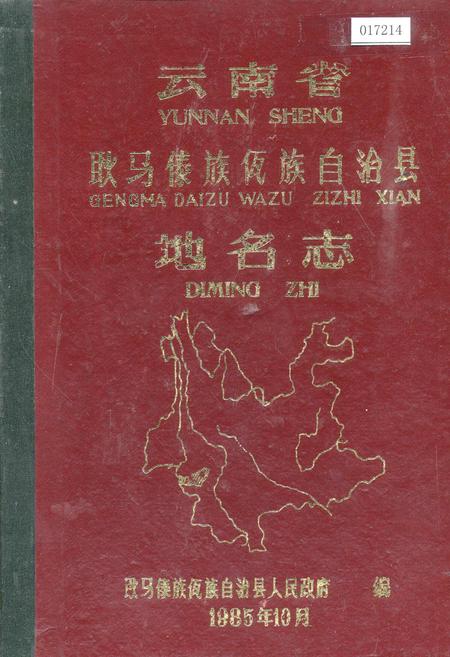 017214
云南省
YUNNAN SHENG
耿马傣族佤族自治县
GENGMA DAIZU WAZU ZIZHI XIAN
地名志
DIMING ZHI
耿马傣族佤族自治县人民政府 编
1985年10月